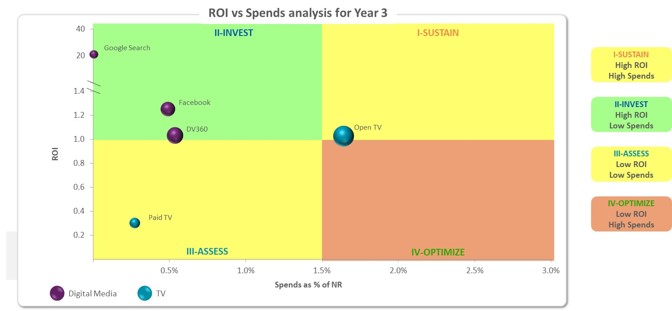 ROI vs Spends analysis for Year 3
40
II-INVEST
I-SUSTAIN
Google Search
20
I-SUSTAIN
High ROI
High Spends
1.4
Facebook
II-INVEST
High ROI
Low Spends
1.2
DV360
Open TV
1.0
ROI
III-ASSESS
Low ROI
Low Spends
0.8
0.6
0.4
Paid TV
IV-OPTIMIZE
Low ROI
High Spends
0.2
III-ASSESS
IV-OPTIMIZE
0.5%
1.0%
1.5%
2.0%
2.5%
3.0%
Spends as % of NR
Digital Media
TV